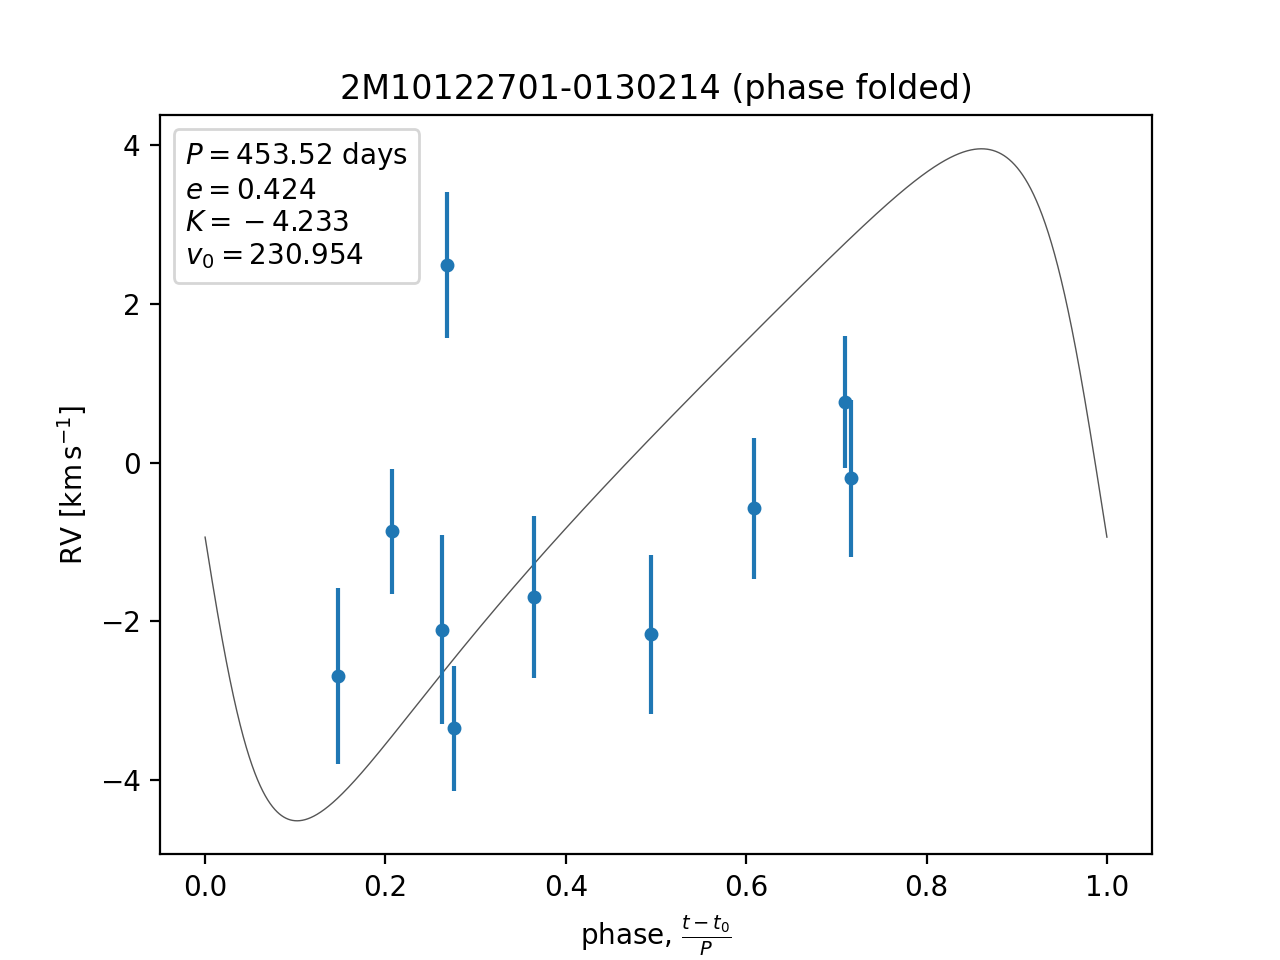 2M10122701-0130214 (phase folded)
P = 453.52 days
e = 0.424
K = −4.233
v₀ = 230.954
RV [km s⁻¹]
4
2
0
−2
−4
0.0 0.2 0.4 0.6 0.8 1.0
phase, (t − t₀)/P